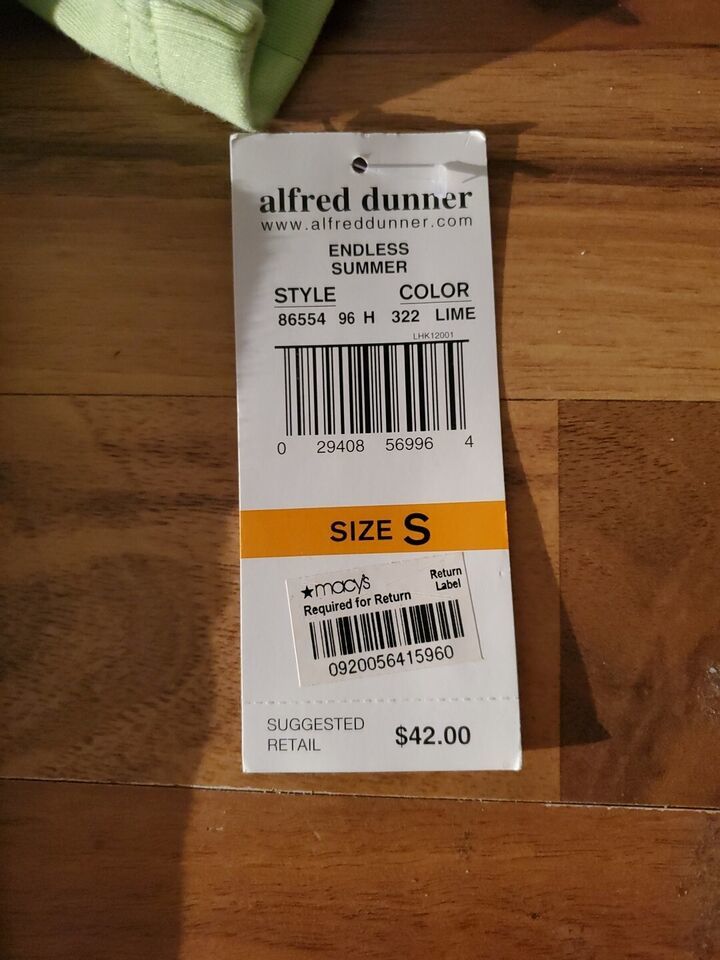 alfred dunner
www.alfreddunner.com
ENDLESS
SUMMER
STYLE COLOR
86554 96 H 322 LIME
LHK12001
0 29408 56996 4
SIZE S
★macy's Return
Required for Return Label
0920056415960
SUGGESTED
RETAIL $42.00